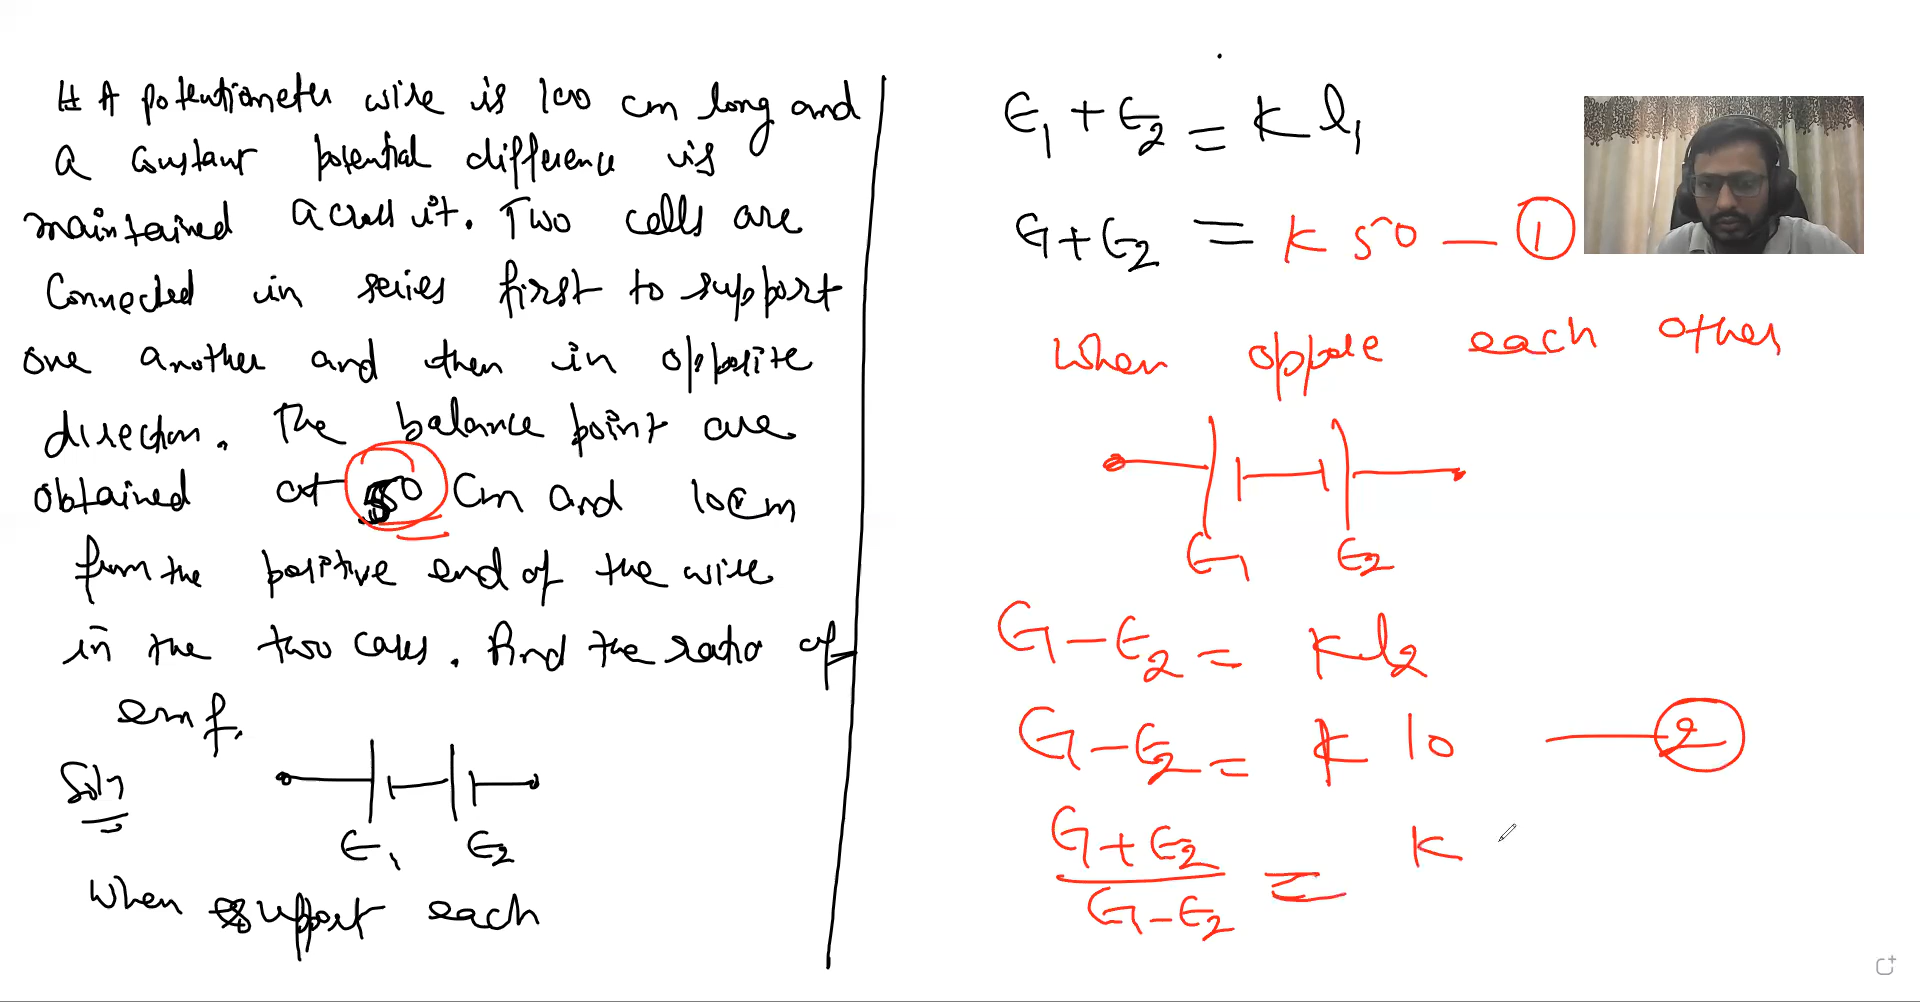 # A potentiometer wire is 100 cm long and
a constant potential difference is
maintained across it. Two cells are
Connected in series first to support
one another and then in opposite
direction. The balance point are
obtained at 50 Cm and 10cm
from the positive end of the wire
in the two cases. Find the ratio of
emf.
Soln
E1 E2
When support each
E1 + E2 = K l1
E1 + E2 = K 50 — ①
When oppose each other
E1 E2
E1 - E2 = K l2
E1 - E2 = K 10 — ②
E1 + E2 / E1 - E2 = K